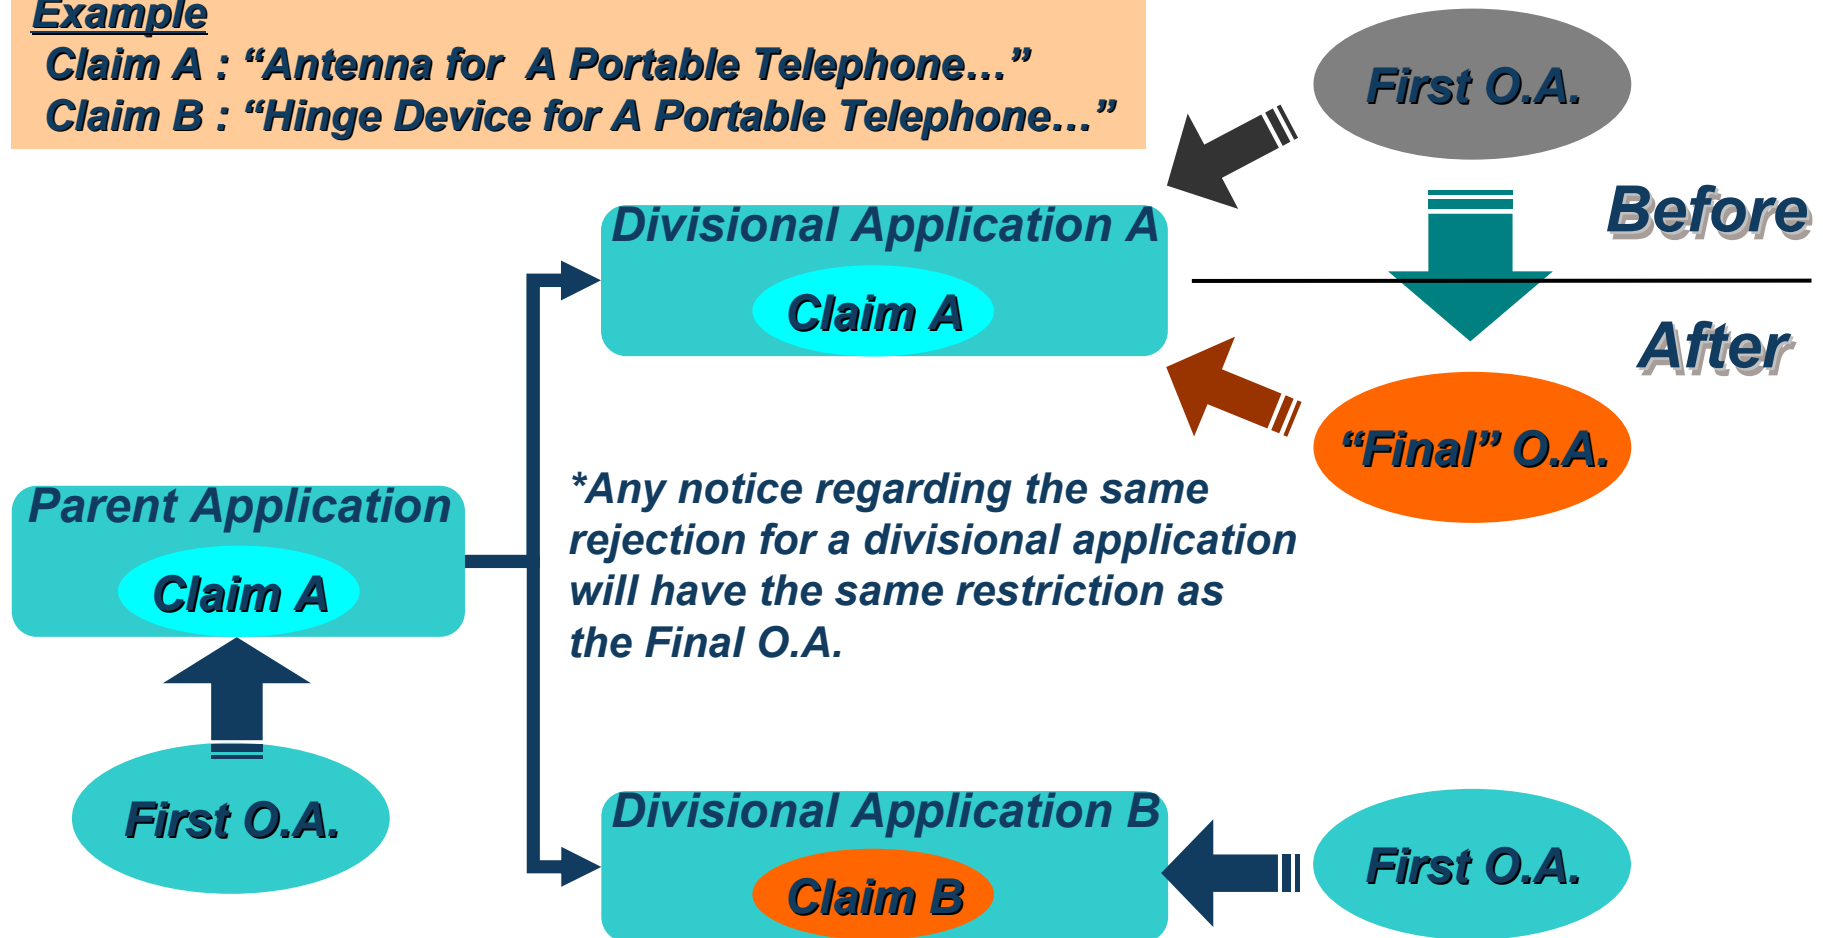 Example
Claim A : “Antenna for A Portable Telephone…”
Claim B : “Hinge Device for A Portable Telephone…”
First O.A.
Before
Divisional Application A
Claim A
After
“Final” O.A.
*Any notice regarding the same
rejection for a divisional application
will have the same restriction as
the Final O.A.
Parent Application
Claim A
First O.A.
Divisional Application B
Claim B
First O.A.